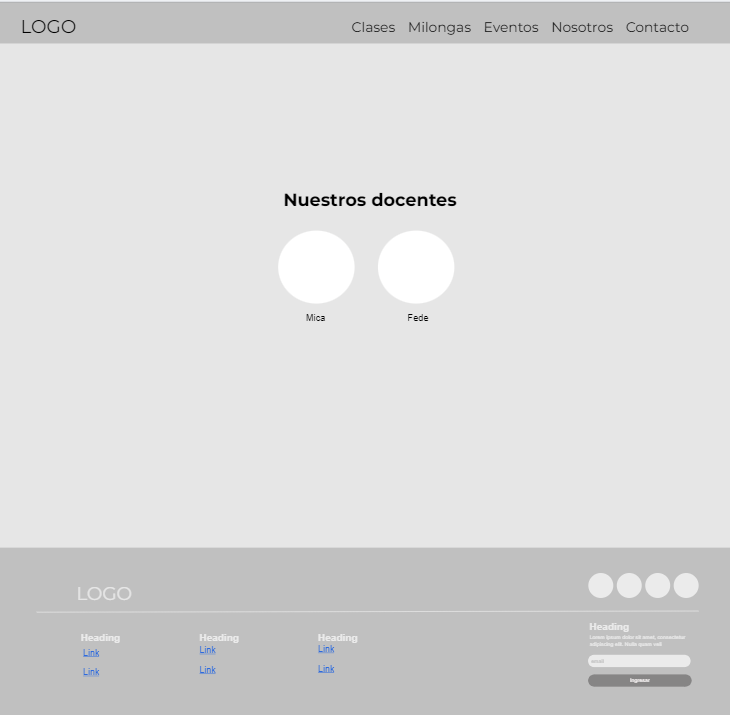 LOGO
Clases Milongas Eventos Nosotros Contacto
Nuestros docentes
Mica Fede
LOGO
Heading Heading Heading
Link Link Link
Link Link Link
Heading
Lorem ipsum dolor sit amet, consectetur
adipiscing elit. Nulla quam velit
email
Ingresar